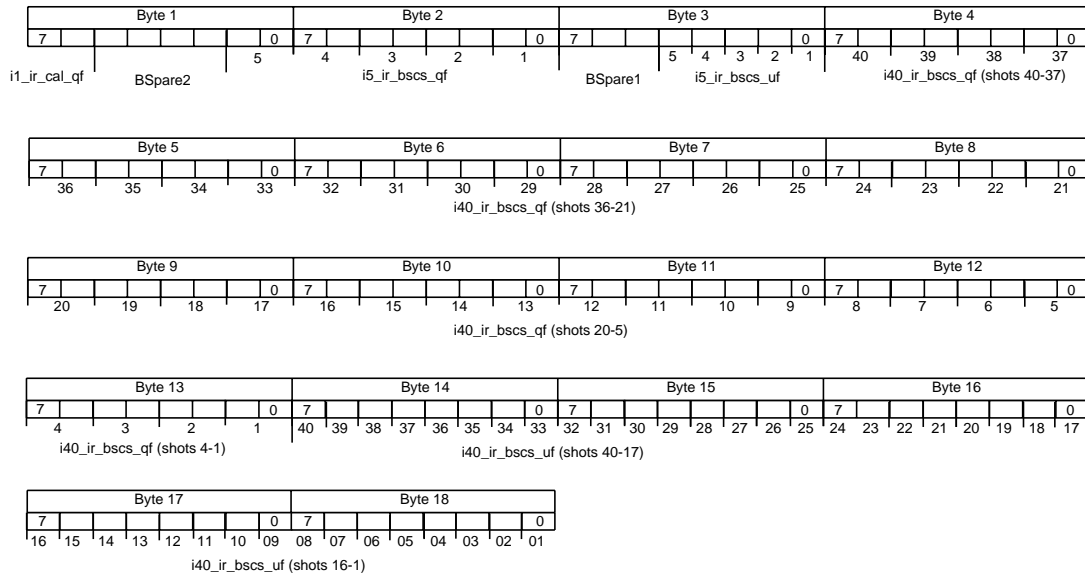 Byte 1 Byte 2 Byte 3 Byte 4
7 0 7 0 7 0 7 0
5 4 3 2 1 5 4 3 2 1 40 39 38 37
i1_ir_cal_qf BSpare2 i5_ir_bscs_qf BSpare1 i5_ir_bscs_uf i40_ir_bscs_qf (shots 40-37)
Byte 5 Byte 6 Byte 7 Byte 8
7 0 7 0 7 0 7 0
36 35 34 33 32 31 30 29 28 27 26 25 24 23 22 21
i40_ir_bscs_qf (shots 36-21)
Byte 9 Byte 10 Byte 11 Byte 12
7 0 7 0 7 0 7 0
20 19 18 17 16 15 14 13 12 11 10 9 8 7 6 5
i40_ir_bscs_qf (shots 20-5)
Byte 13 Byte 14 Byte 15 Byte 16
7 0 7 0 7 0 7 0
4 3 2 1 40 39 38 37 36 35 34 33 32 31 30 29 28 27 26 25 24 23 22 21 20 19 18 17
i40_ir_bscs_qf (shots 4-1) i40_ir_bscs_uf (shots 40-17)
Byte 17 Byte 18
7 0 7 0
16 15 14 13 12 11 10 09 08 07 06 05 04 03 02 01
i40_ir_bscs_uf (shots 16-1)